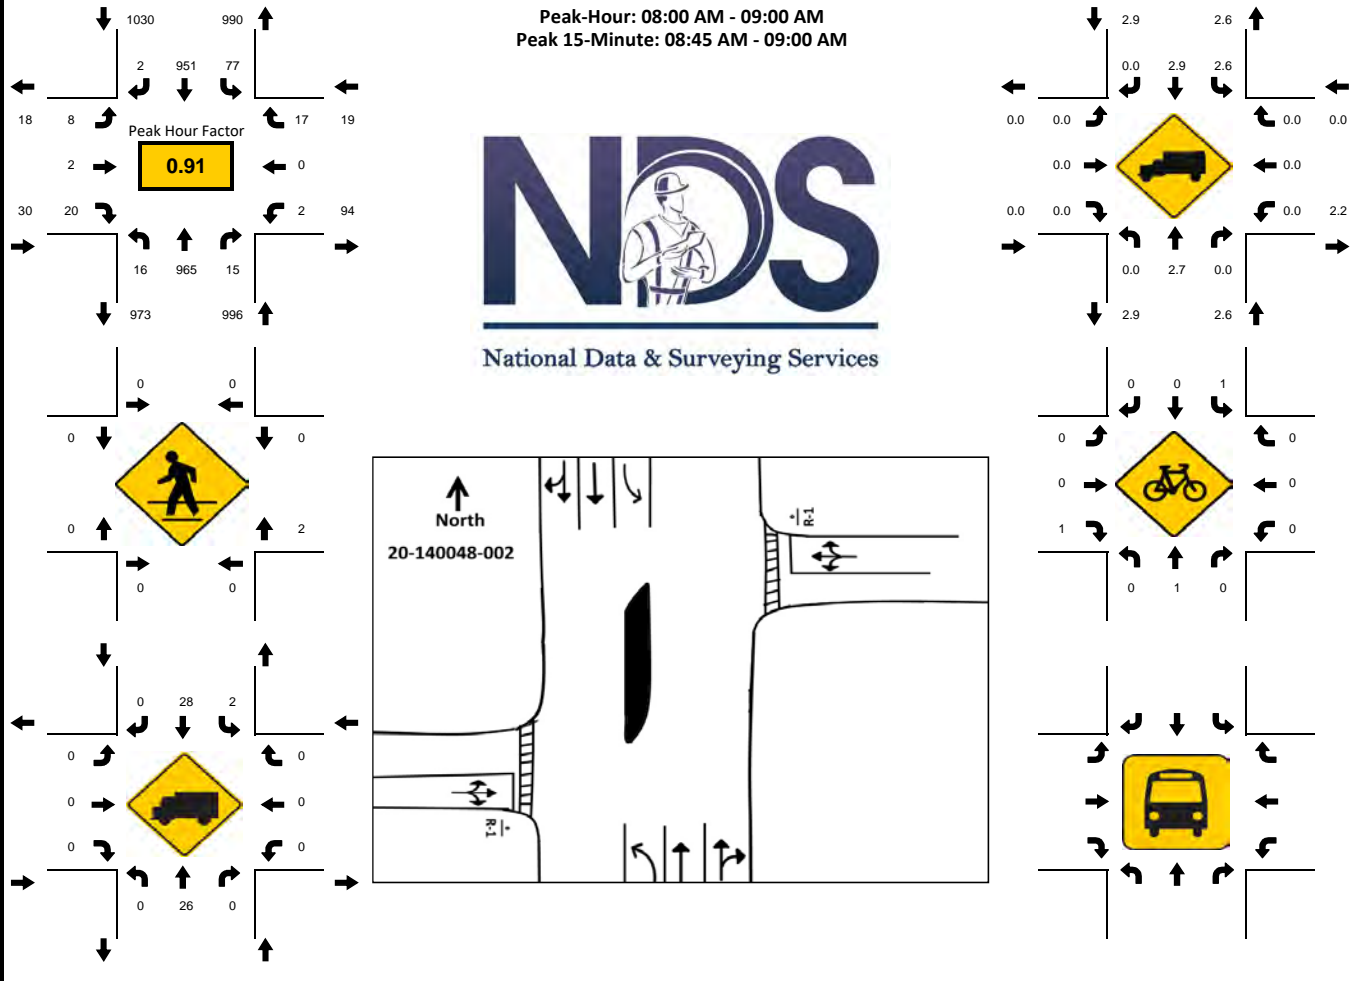 Peak-Hour: 08:00 AM - 09:00 AM
Peak 15-Minute: 08:45 AM - 09:00 AM
1030 990
2 951 77
18 8 17 19
Peak Hour Factor
2 0.91 0
30 20 2 94
16 965 15
973 996
2.9 2.6
0.0 2.9 2.6
0.0 0.0 0.0 0.0
0.0 0.0
0.0 0.0 0.0 2.2
0.0 2.7 0.0
2.9 2.6
NDS
National Data & Surveying Services
0 0
0 0
0 2
0 0
0 0 1
0 0
0 0
1 0
0 1 0
North
20-140048-002
R-1
R-1
0 28 2
0 0
0 0
0 0
0 26 0